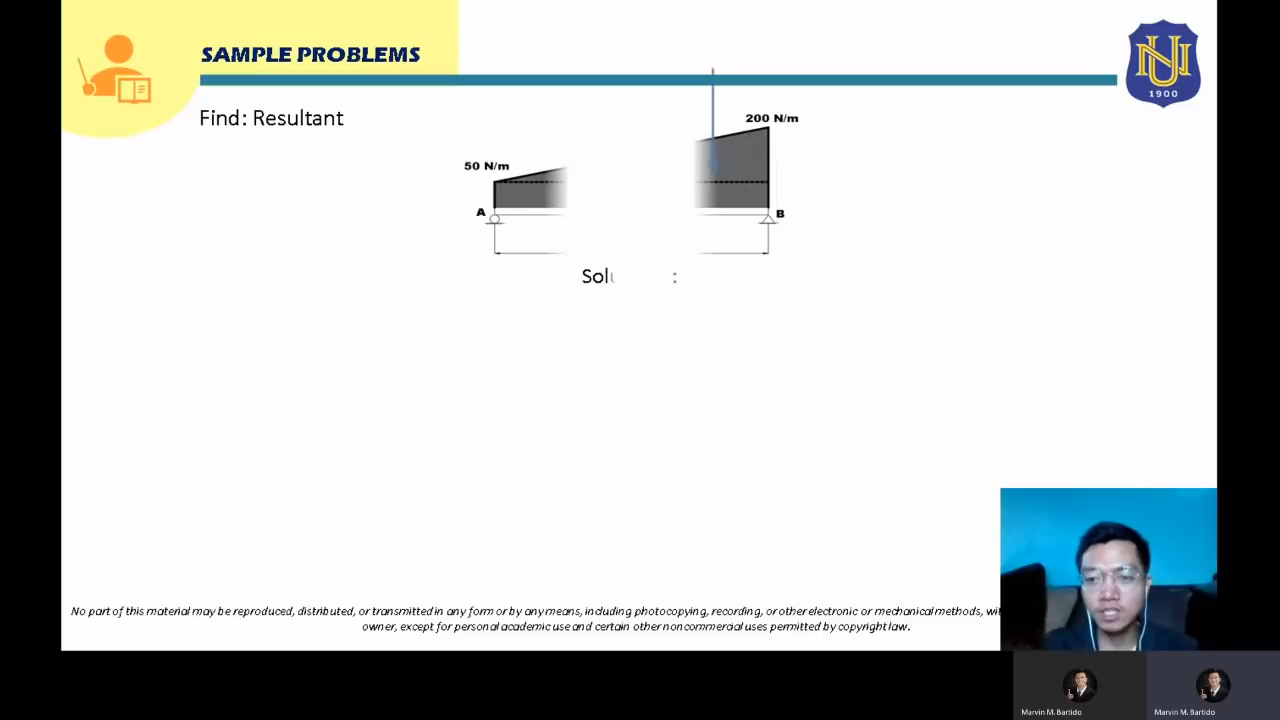 SAMPLE PROBLEMS
NU
1900
Find: Resultant
200 N/m
50 N/m
A
B
:
No part of this material may be reproduced, distributed, or transmitted in any form or by any means, including photocopying, recording, or other electronic or mechanical methods,
owner, except for personal academic use and certain other noncommercial uses permitted by copyright law.
Marvin M. Bartido
Marvin M. Bartido